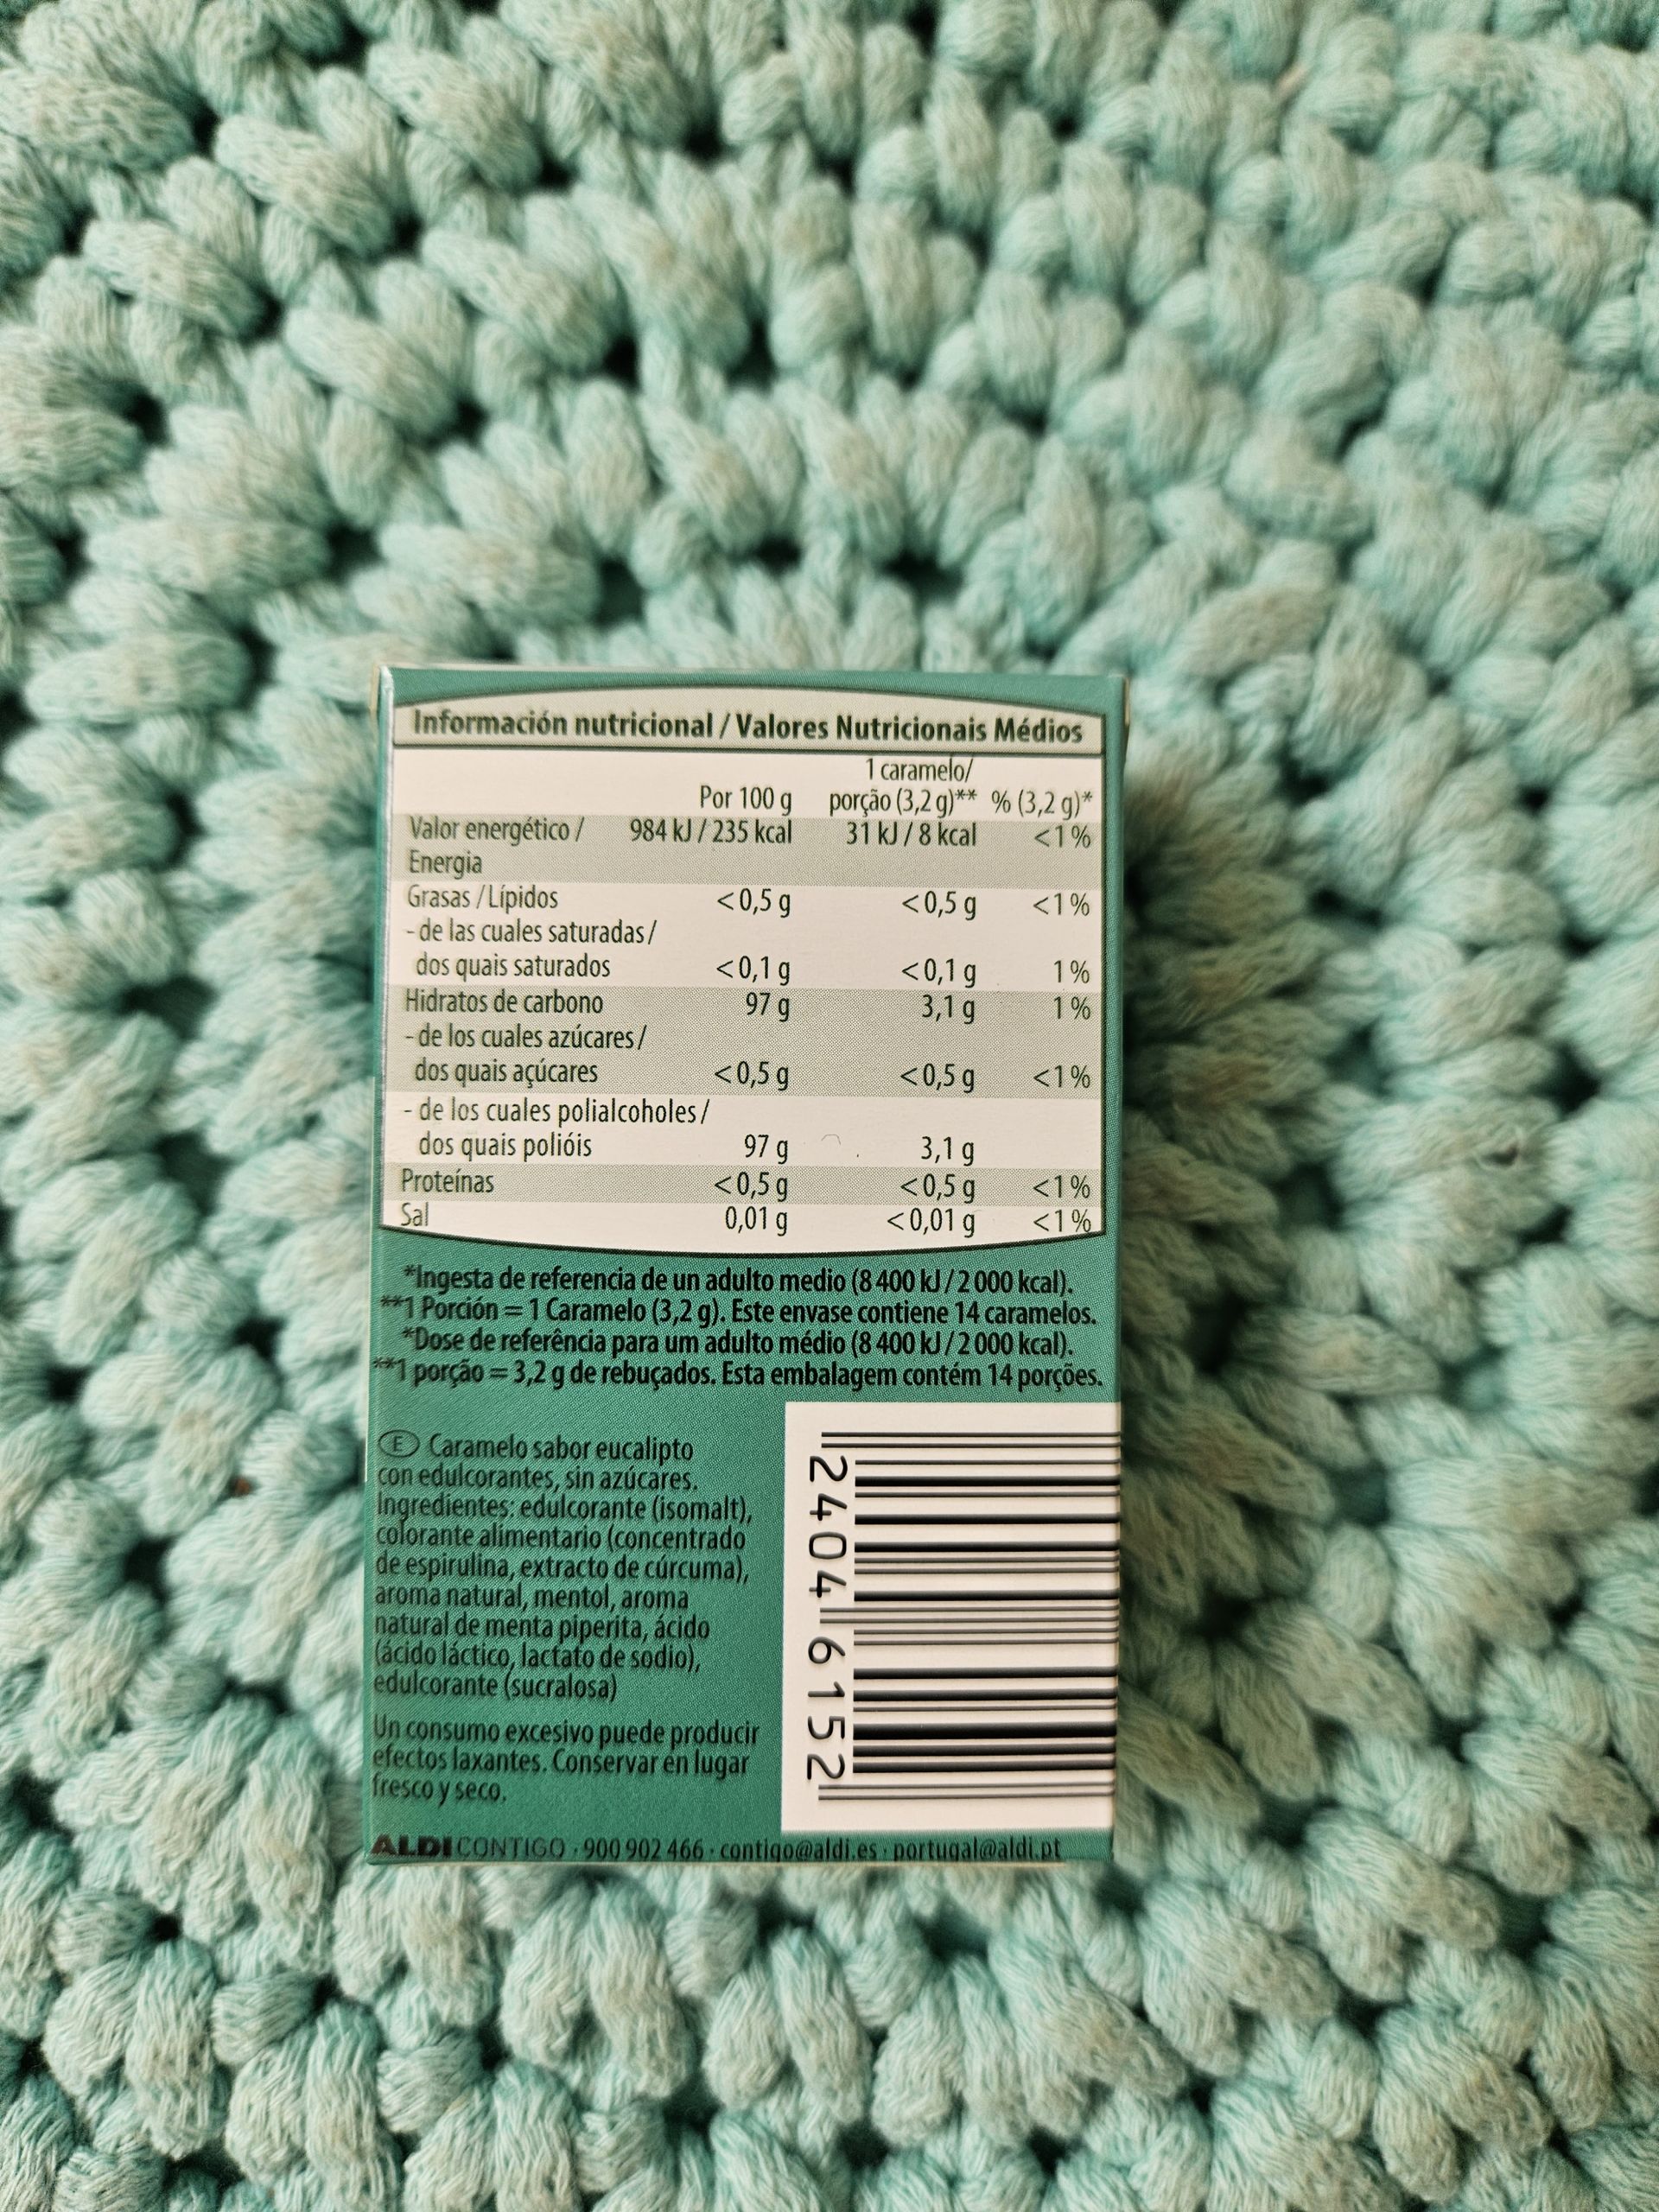 Información nutricional / Valores Nutricionais Médios
1 caramelo/
Por 100 g porção (3,2 g)** % (3,2 g)*
Valor energético / 984 kJ / 235 kcal 31 kJ / 8 kcal <1%
Energia
Grasas / Lípidos <0,5 g <0,5 g <1%
- de las cuales saturadas /
dos quais saturados <0,1 g <0,1 g 1%
Hidratos de carbono 97 g 3,1 g 1%
- de los cuales azúcares /
dos quais açúcares <0,5 g <0,5 g <1%
- de los cuales polialcoholes /
dos quais polióis 97 g 3,1 g
Proteínas <0,5 g <0,5 g <1%
Sal 0,01 g <0,01 g <1%
*Ingesta de referencia de un adulto medio (8 400 kJ / 2 000 kcal).
**1 Porción = 1 Caramelo (3,2 g). Este envase contiene 14 caramelos.
*Dose de referência para um adulto médio (8 400 kJ / 2 000 kcal).
**1 porção = 3,2 g de rebuçados. Esta embalagem contém 14 porções.
E Caramelo sabor eucalipto
con edulcorantes, sin azúcares.
Ingredientes: edulcorante (isomalt),
colorante alimentario (concentrado
de espirulina, extracto de cúrcuma),
aroma natural, mentol, aroma
natural de menta piperita, ácido
(ácido láctico, lactato de sodio),
edulcorante (sucralosa)
Un consumo excesivo puede producir
efectos laxantes. Conservar en lugar
fresco y seco.
2404 6152
ALDI CONTIGO · 900 902 466 · contigo@aldi.es · portugal@aldi.pt